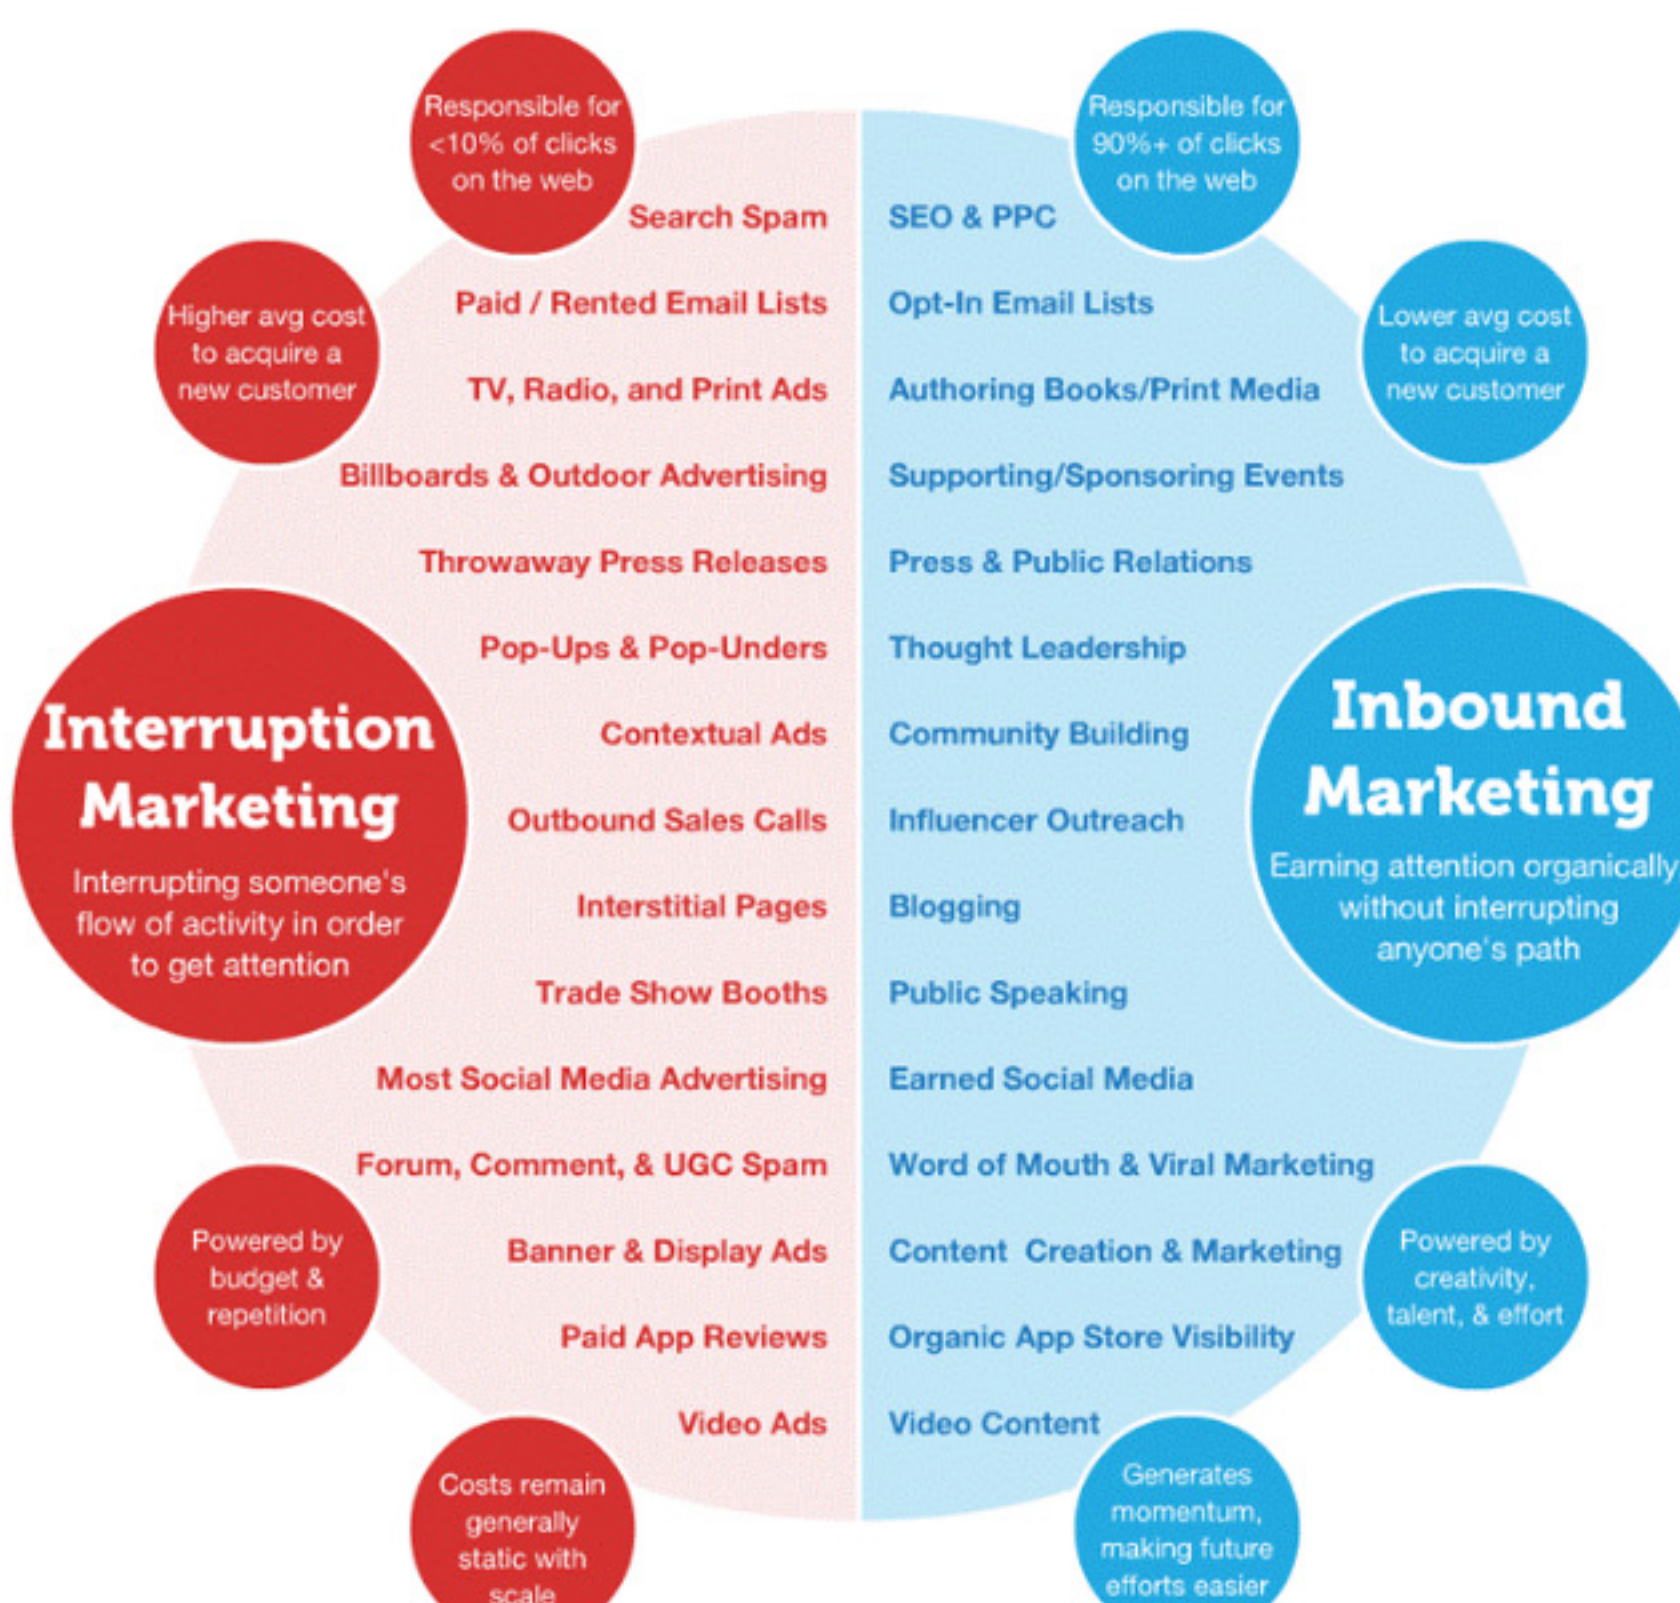 Responsible for
<10% of clicks
on the web
Higher avg cost
to acquire a
new customer
Interruption
Marketing
Interrupting someone's
flow of activity in order
to get attention
Powered by
budget &
repetition
Costs remain
generally
static with
scale
Search Spam
Paid / Rented Email Lists
TV, Radio, and Print Ads
Billboards & Outdoor Advertising
Throwaway Press Releases
Pop-Ups & Pop-Unders
Contextual Ads
Outbound Sales Calls
Interstitial Pages
Trade Show Booths
Most Social Media Advertising
Forum, Comment, & UGC Spam
Banner & Display Ads
Paid App Reviews
Video Ads
SEO & PPC
Opt-In Email Lists
Authoring Books/Print Media
Supporting/Sponsoring Events
Press & Public Relations
Thought Leadership
Community Building
Influencer Outreach
Blogging
Public Speaking
Earned Social Media
Word of Mouth & Viral Marketing
Content Creation & Marketing
Organic App Store Visibility
Video Content
Responsible for
90%+ of clicks
on the web
Lower avg cost
to acquire a
new customer
Inbound
Marketing
Earning attention organically
without interrupting
anyone's path
Powered by
creativity,
talent, & effort
Generates
momentum,
making future
efforts easier